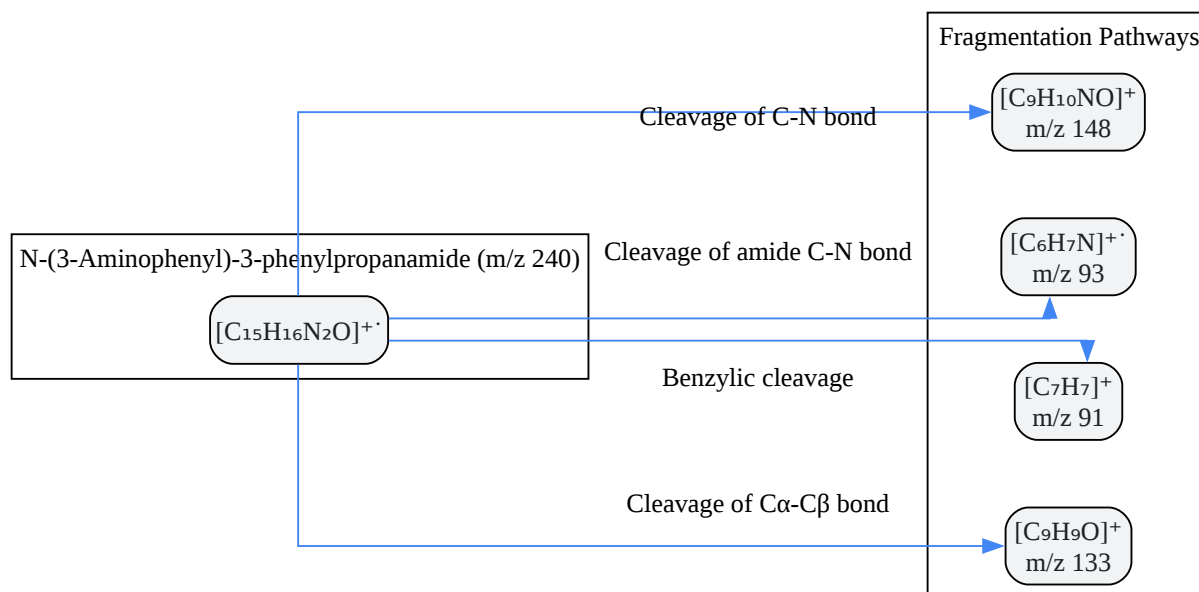 Fragmentation Pathways
[C₉H₁₀NO]⁺
m/z 148
Cleavage of C-N bond
N-(3-Aminophenyl)-3-phenylpropanamide (m/z 240)
[C₁₅H₁₆N₂O]⁺˙
Cleavage of amide C-N bond
[C₆H₇N]⁺˙
m/z 93
Benzylic cleavage
[C₇H₇]⁺
m/z 91
Cleavage of Cα-Cβ bond
[C₉H₉O]⁺
m/z 133